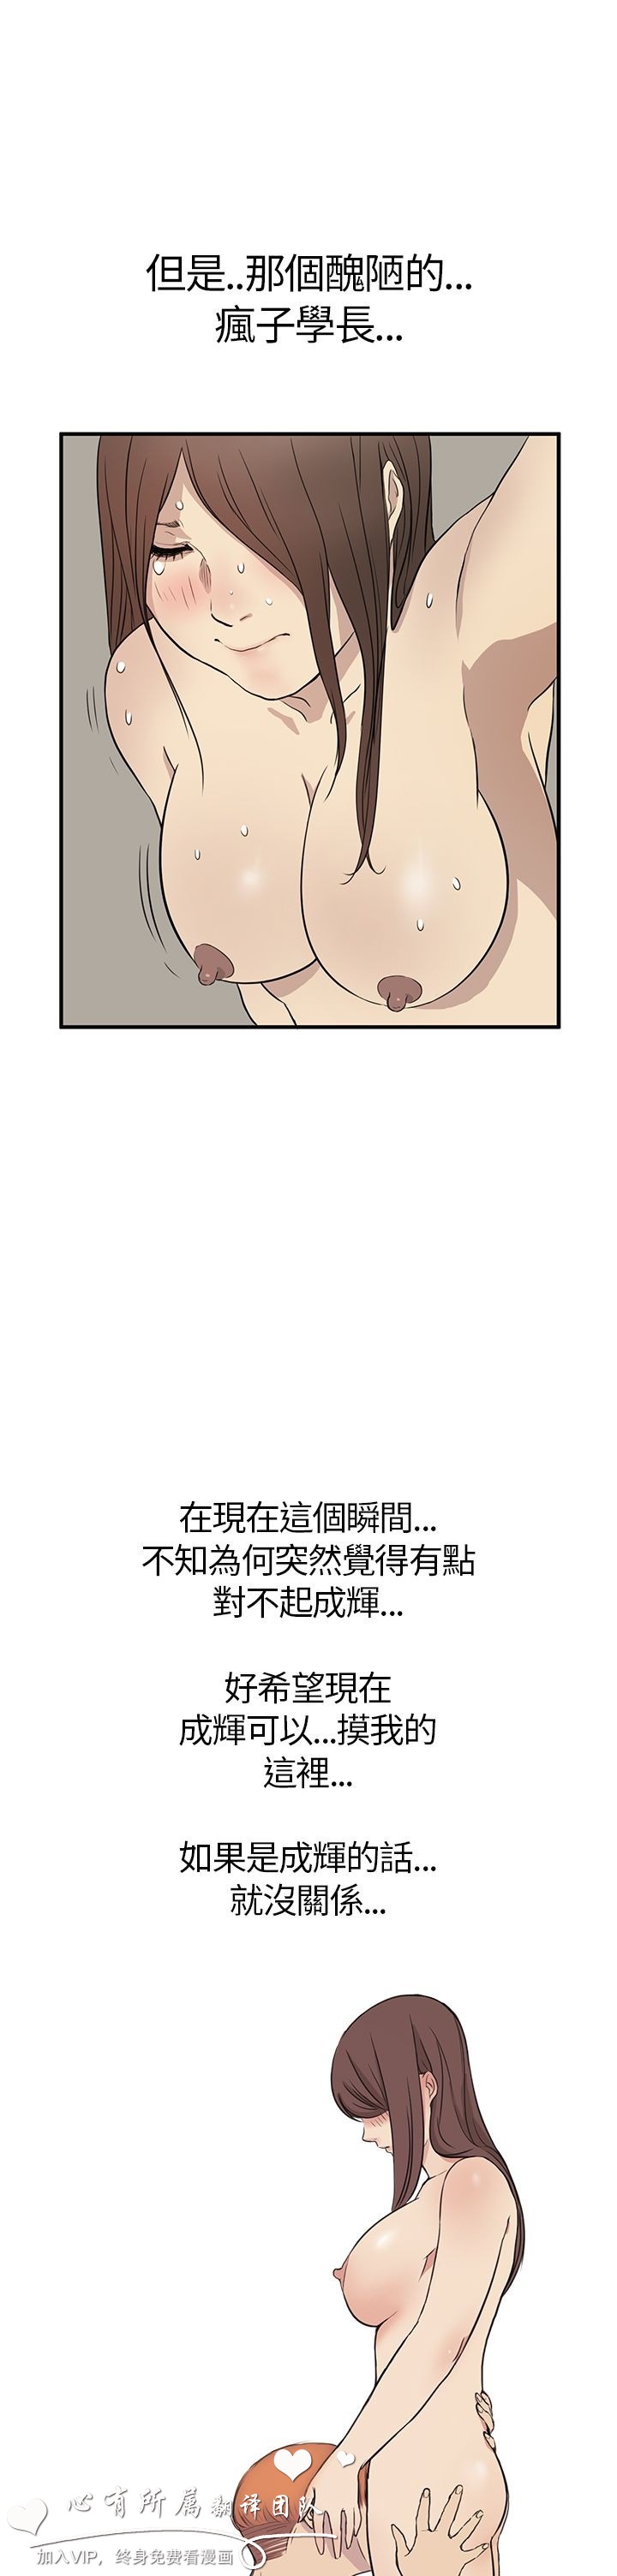 但是..那個醜陋的...
瘋子學長...
在現在這個瞬間...
不知為何突然覺得有點
對不起成輝...
好希望現在
成輝可以...摸我的
這裡...
如果是成輝的話...
就沒關係...
心有所属翻译团队
加入VIP，终身免费看漫画